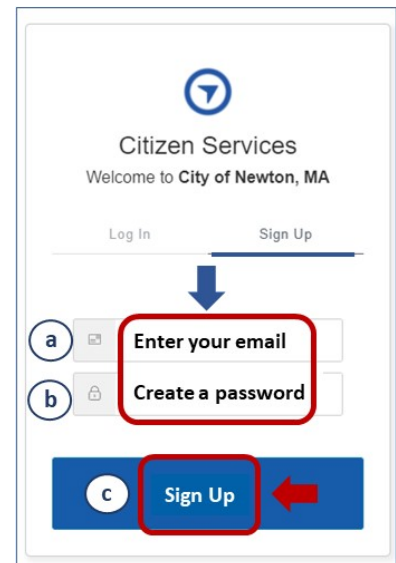 Citizen Services
Welcome to City of Newton, MA
Log In Sign Up
a Enter your email
b Create a password
c Sign Up